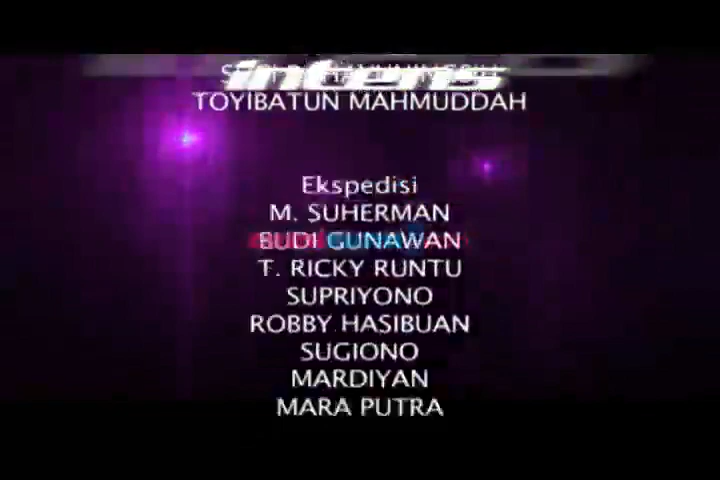 intens
TOYIBATUN MAHMUDDAH
Ekspedisi
M. SUHERMAN
BUDI GUNAWAN
T. RICKY RUNTU
SUPRIYONO
ROBBY HASIBUAN
SUGIONO
MARDIYAN
MARA PUTRA